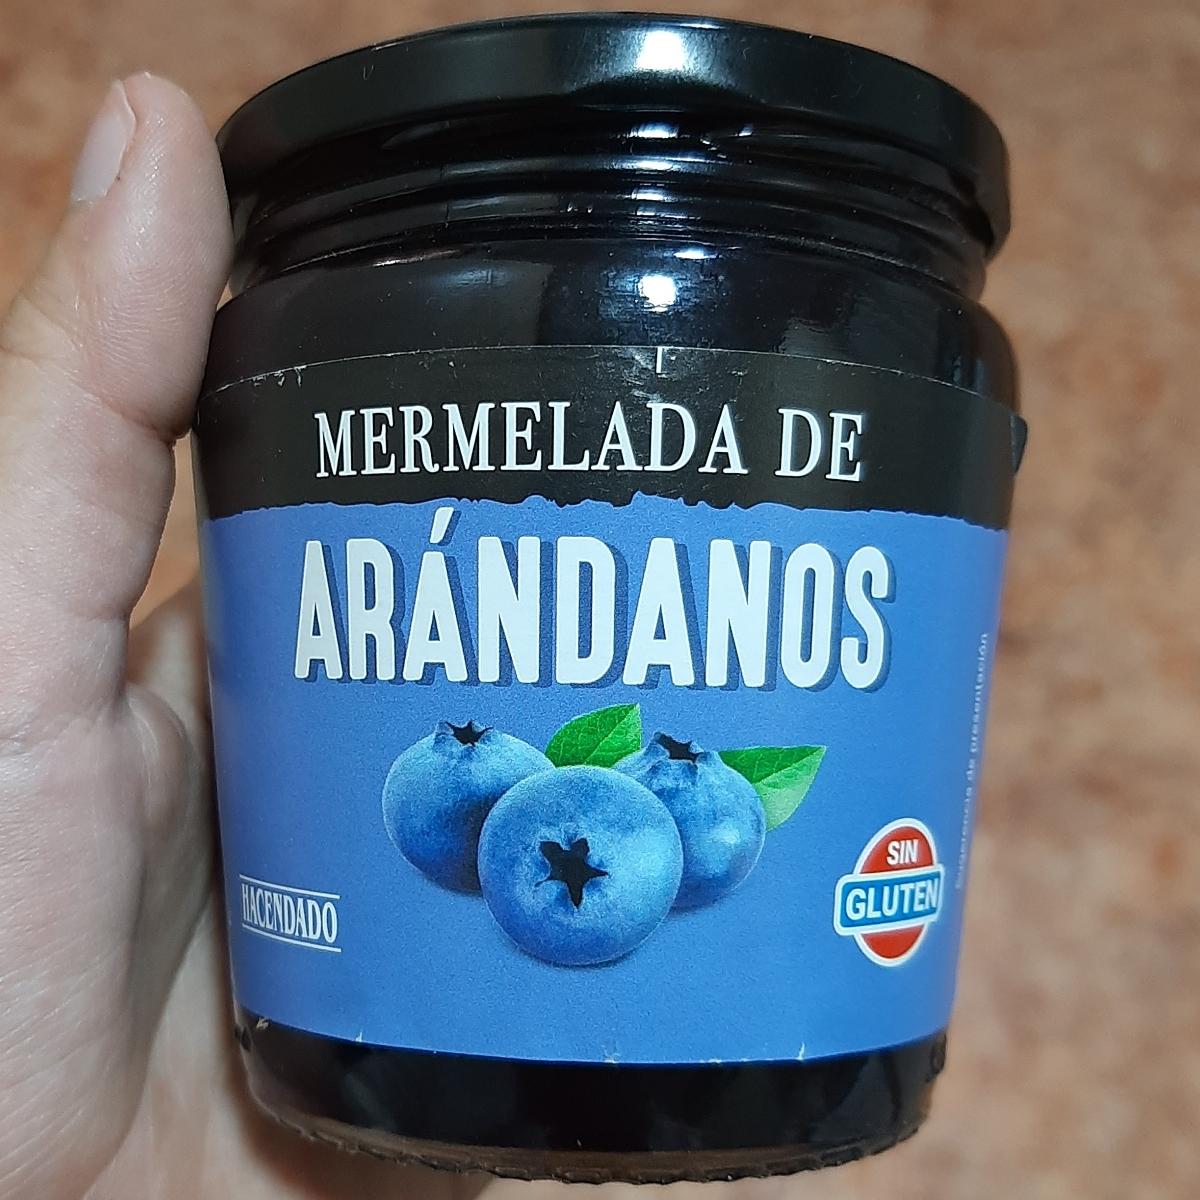 MERMELADA DE
ARÁNDANOS
HACENDADO
SIN
GLUTEN
Sugerencia de presentación